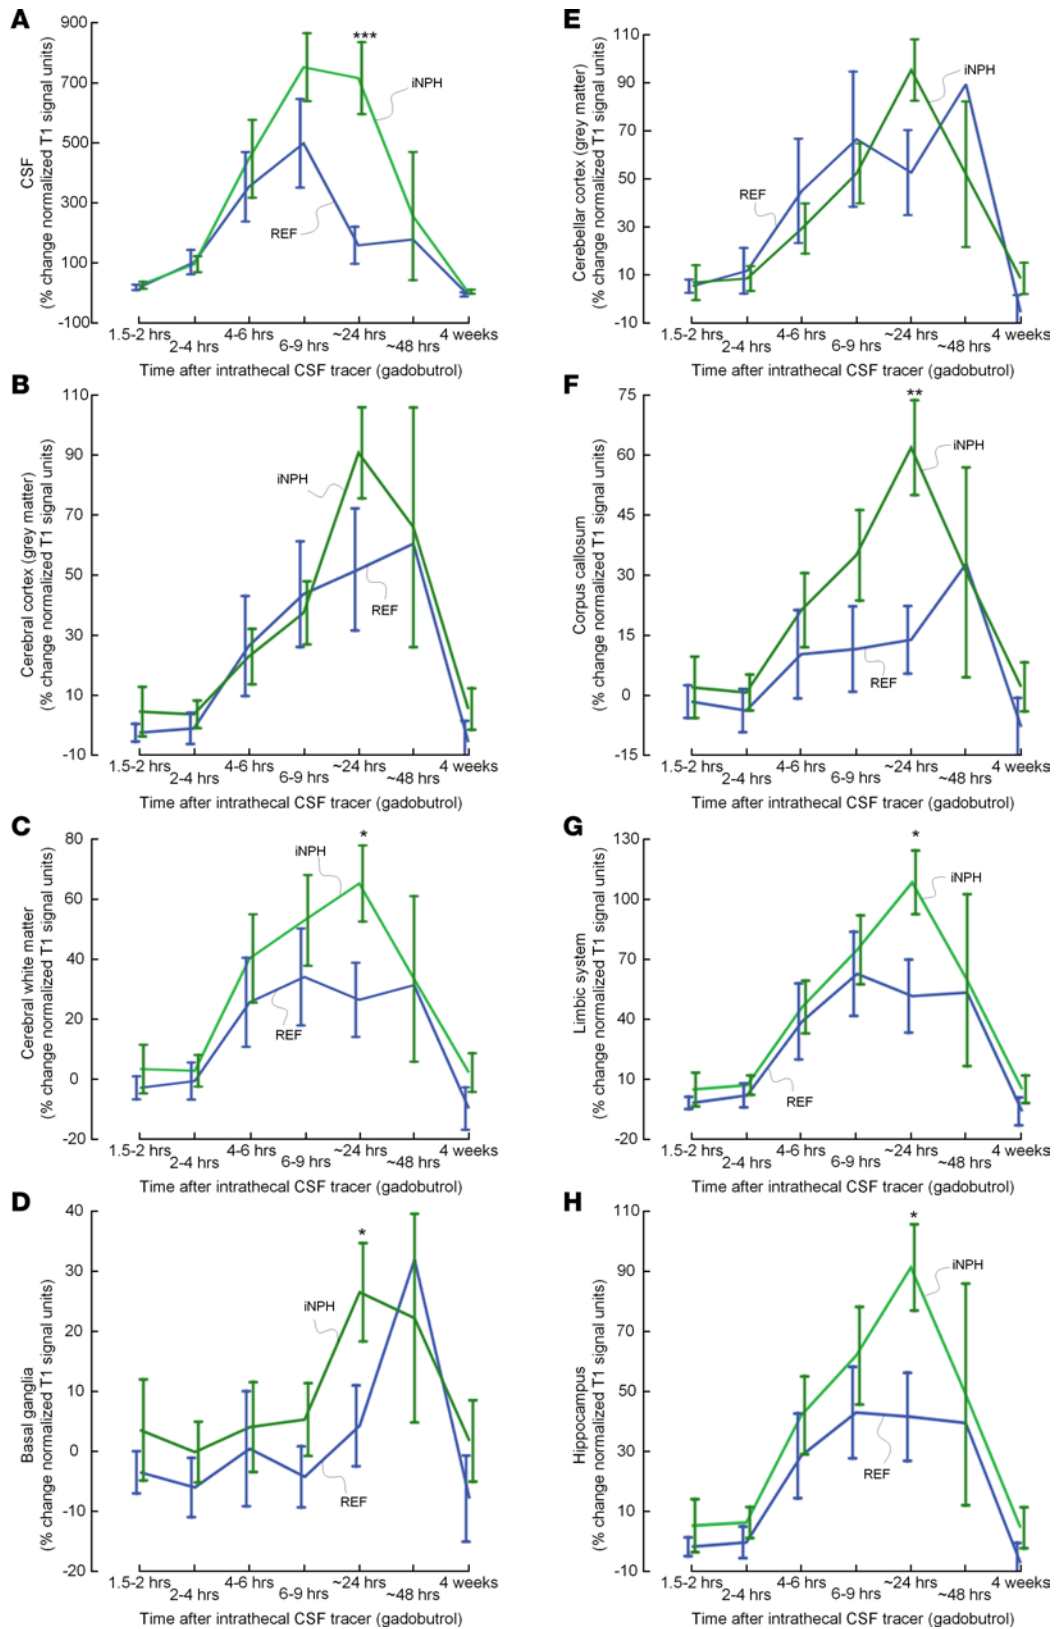 A
CSF
(% change normalized T1 signal units)
900
700
500
300
100
-100
***
iNPH
REF
1.5-2 hrs
2-4 hrs
4-6 hrs
6-9 hrs
~24 hrs
~48 hrs
4 weeks
Time after intrathecal CSF tracer (gadobutrol)
B
Cerebral cortex (grey matter)
(% change normalized T1 signal units)
110
90
70
50
30
10
-10
iNPH
REF
1.5-2 hrs
2-4 hrs
4-6 hrs
6-9 hrs
~24 hrs
~48 hrs
4 weeks
Time after intrathecal CSF tracer (gadobutrol)
C
Cerebral white matter
(% change normalized T1 signal units)
80
60
40
20
0
-20
*
iNPH
REF
1.5-2 hrs
2-4 hrs
4-6 hrs
6-9 hrs
~24 hrs
~48 hrs
4 weeks
Time after intrathecal CSF tracer (gadobutrol)
D
Basal ganglia
(% change normalized T1 signal units)
40
30
20
10
0
-10
-20
*
iNPH
REF
1.5-2 hrs
2-4 hrs
4-6 hrs
6-9 hrs
~24 hrs
~48 hrs
4 weeks
Time after intrathecal CSF tracer (gadobutrol)
E
Cerebellar cortex (grey matter)
(% change normalized T1 signal units)
110
90
70
50
30
10
-10
iNPH
REF
1.5-2 hrs
2-4 hrs
4-6 hrs
6-9 hrs
~24 hrs
~48 hrs
4 weeks
Time after intrathecal CSF tracer (gadobutrol)
F
Corpus callosum
(% change normalized T1 signal units)
75
60
45
30
15
0
-15
**
iNPH
REF
1.5-2 hrs
2-4 hrs
4-6 hrs
6-9 hrs
~24 hrs
~48 hrs
4 weeks
Time after intrathecal CSF tracer (gadobutrol)
G
Limbic system
(% change normalized T1 signal units)
130
100
70
40
10
-20
*
iNPH
REF
1.5-2 hrs
2-4 hrs
4-6 hrs
6-9 hrs
~24 hrs
~48 hrs
4 weeks
Time after intrathecal CSF tracer (gadobutrol)
H
Hippocampus
(% change normalized T1 signal units)
110
90
70
50
30
10
-10
*
iNPH
REF
1.5-2 hrs
2-4 hrs
4-6 hrs
6-9 hrs
~24 hrs
~48 hrs
4 weeks
Time after intrathecal CSF tracer (gadobutrol)